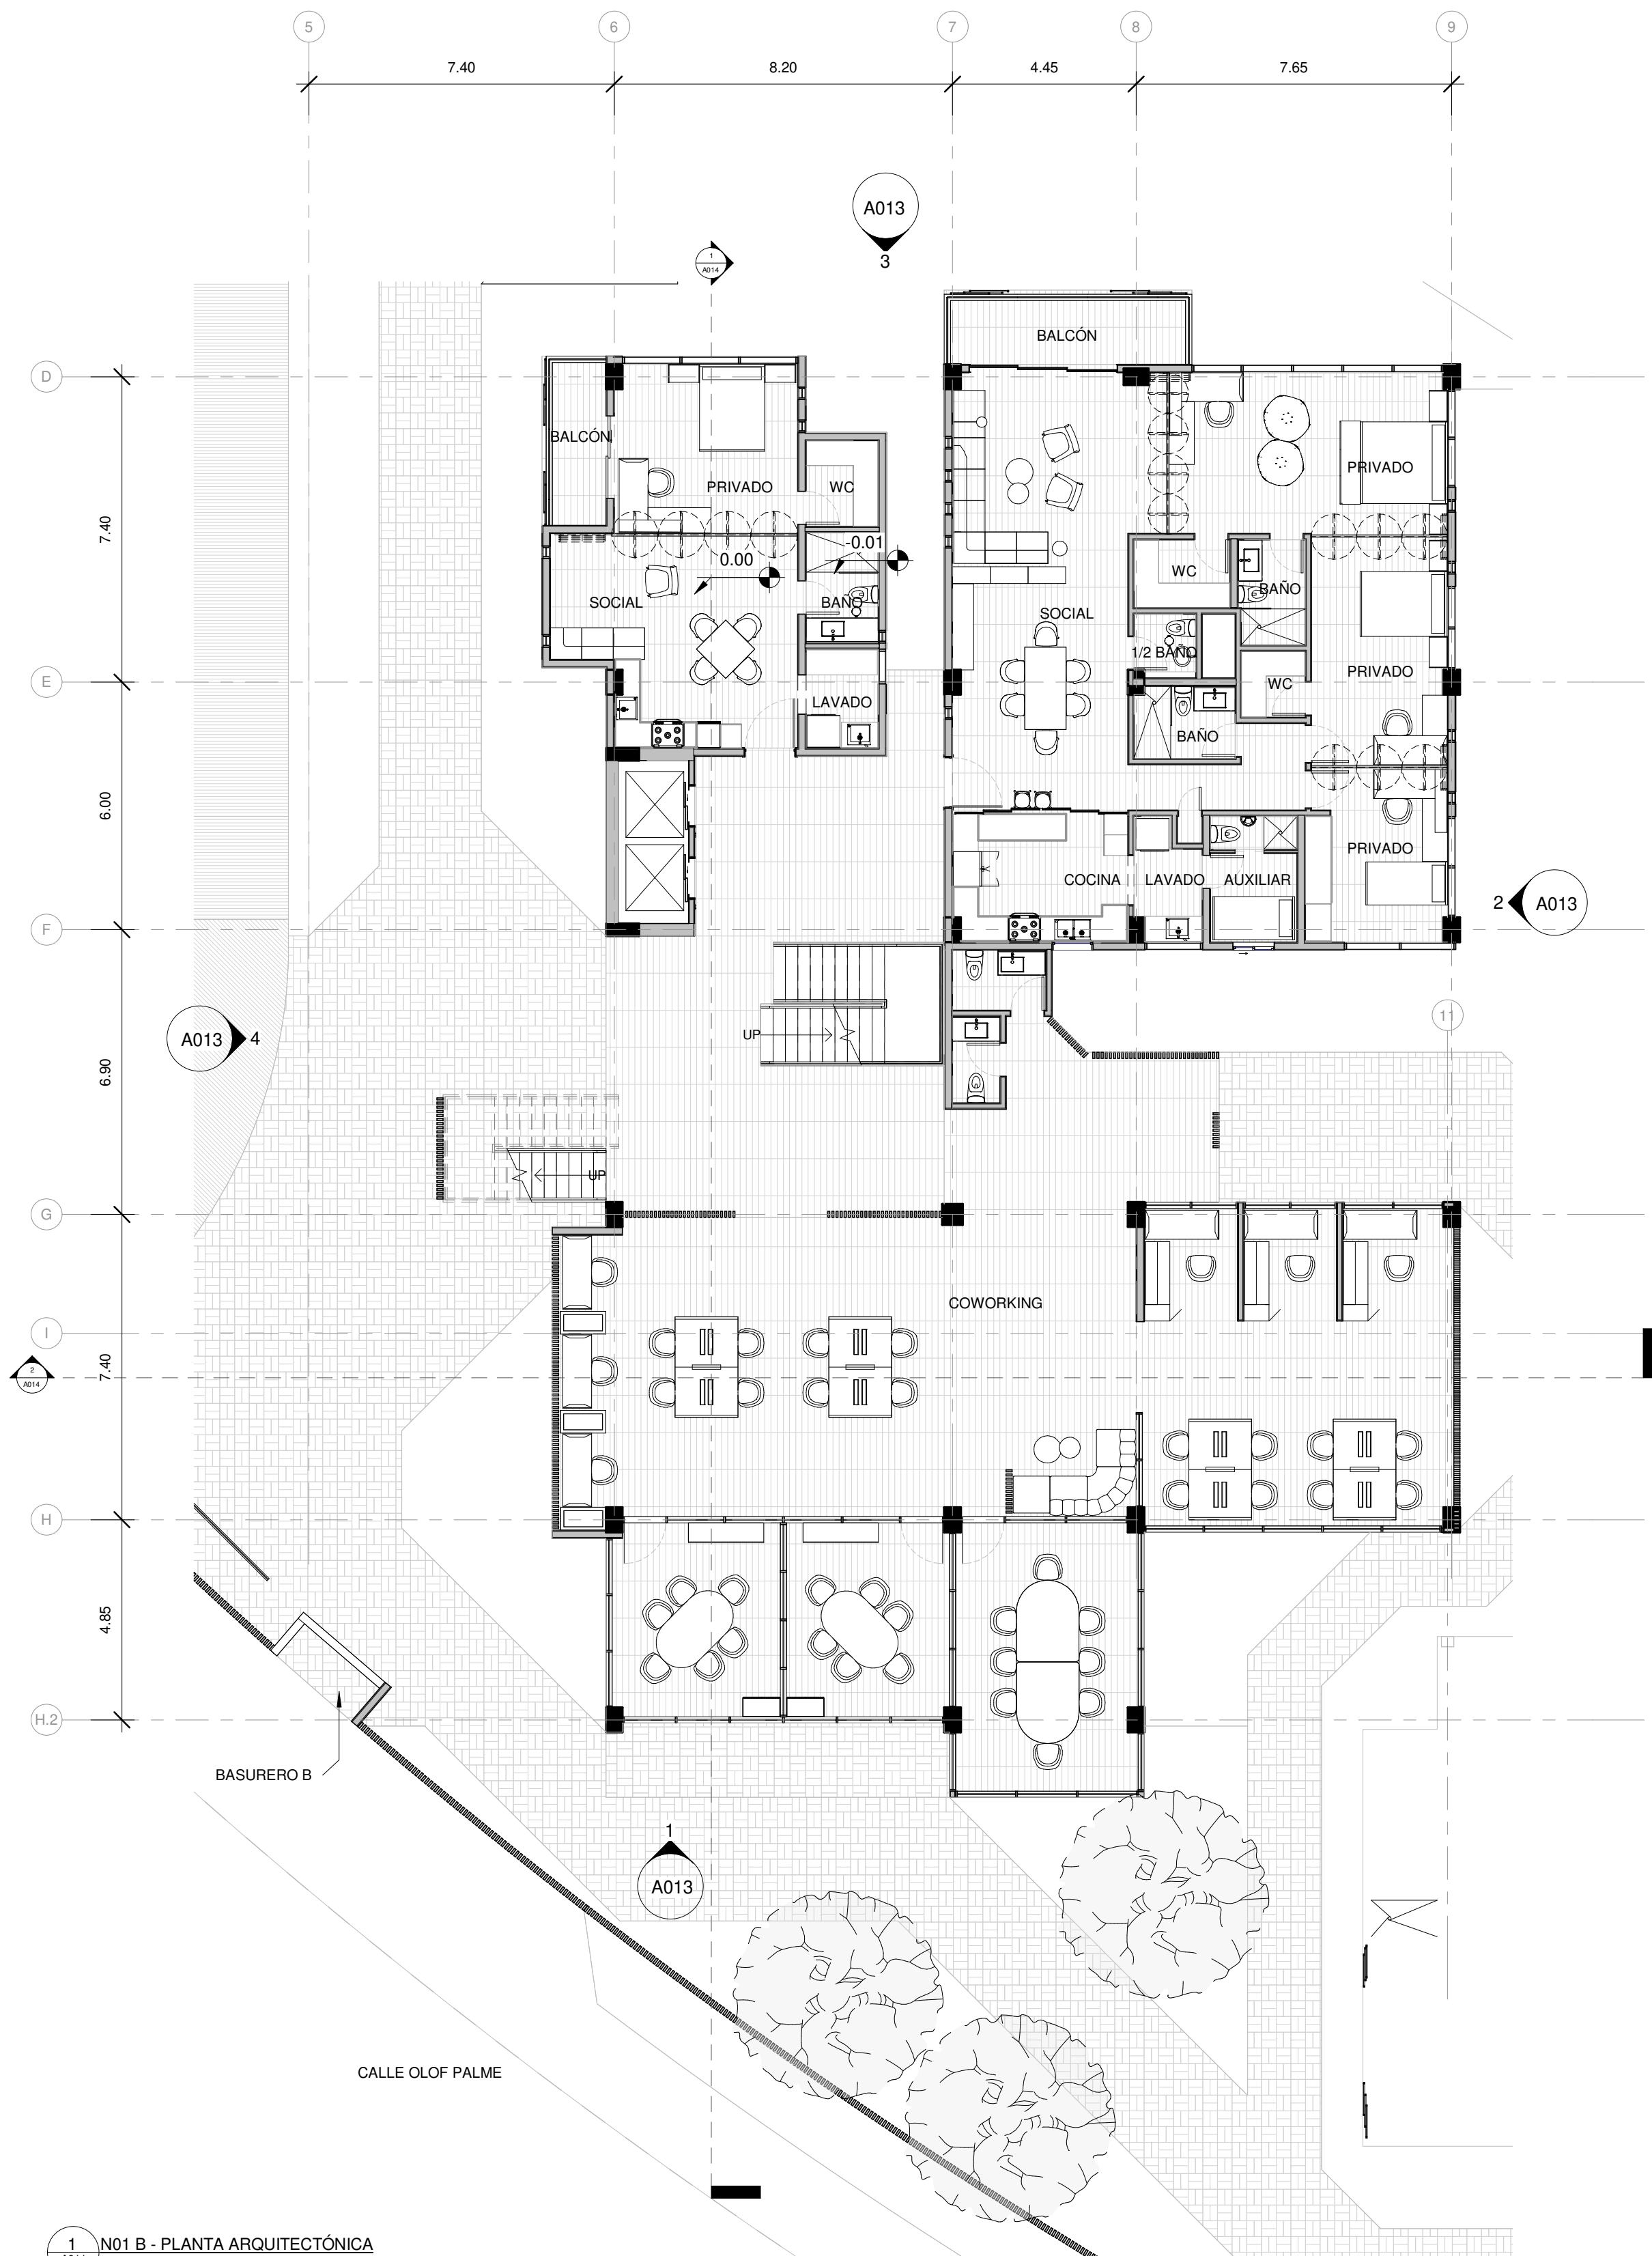 5
6
7
8
9
7.40
8.20
4.45
7.65
A013
3
1
A014
BALCÓN
D
BALCÓN
PRIVADO
WC
PRIVADO
7.40
-0.01
0.00
WC
SOCIAL
BAÑO
BAÑO
SOCIAL
1/2 BAÑO
E
PRIVADO
WC
LAVADO
BAÑO
6.00
PRIVADO
COCINA
LAVADO
AUXILIAR
2
A013
F
11
UP
A013
4
6.90
UP
G
COWORKING
I
7.40
2
A014
H
4.85
H.2
BASURERO B
1
A013
CALLE OLOF PALME
1
N01 B - PLANTA ARQUITECTÓNICA